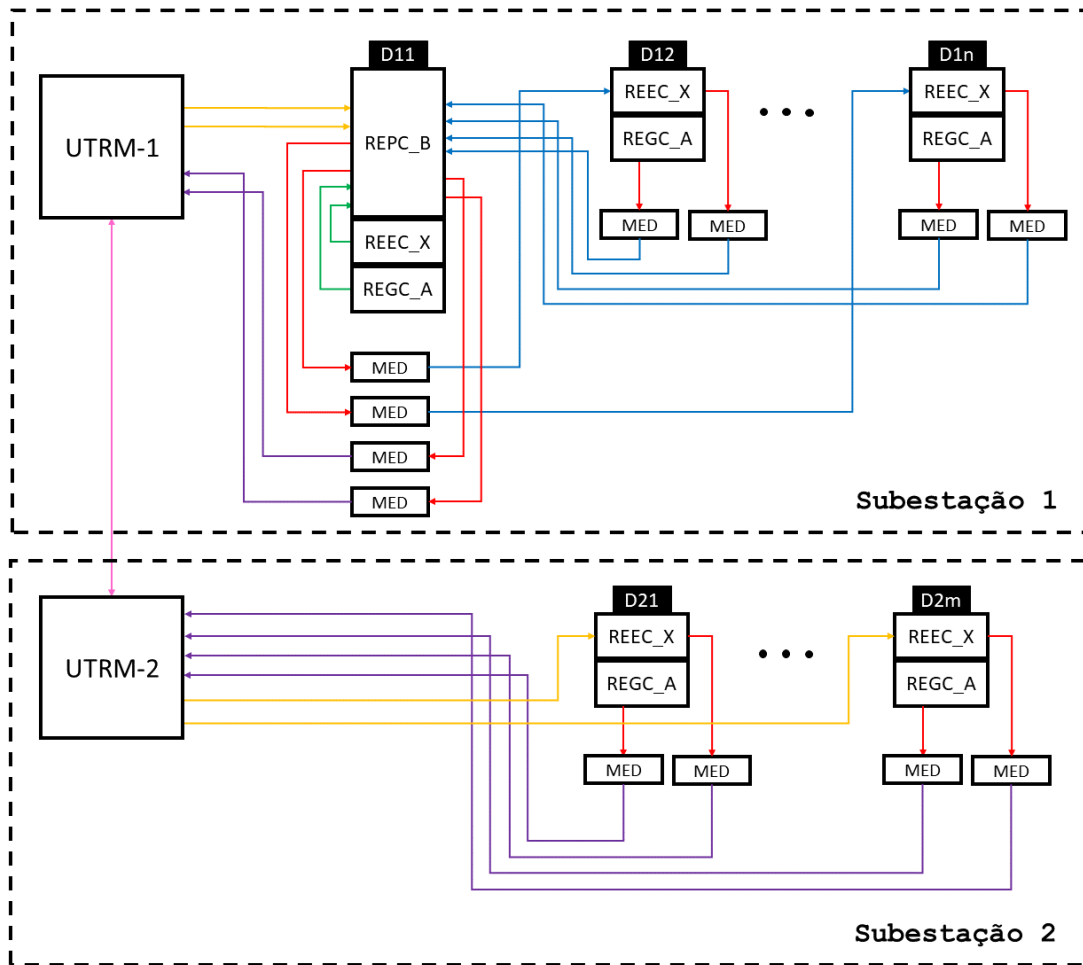 D11
D12
D1n
UTRM-1
REPC_B
REEC_X
REGC_A
REEC_X
REGC_A
REEC_X
REGC_A
MED
MED
MED
MED
MED
MED
MED
MED
Subestação 1
UTRM-2
D21
D2m
REEC_X
REGC_A
REEC_X
REGC_A
MED
MED
MED
MED
Subestação 2